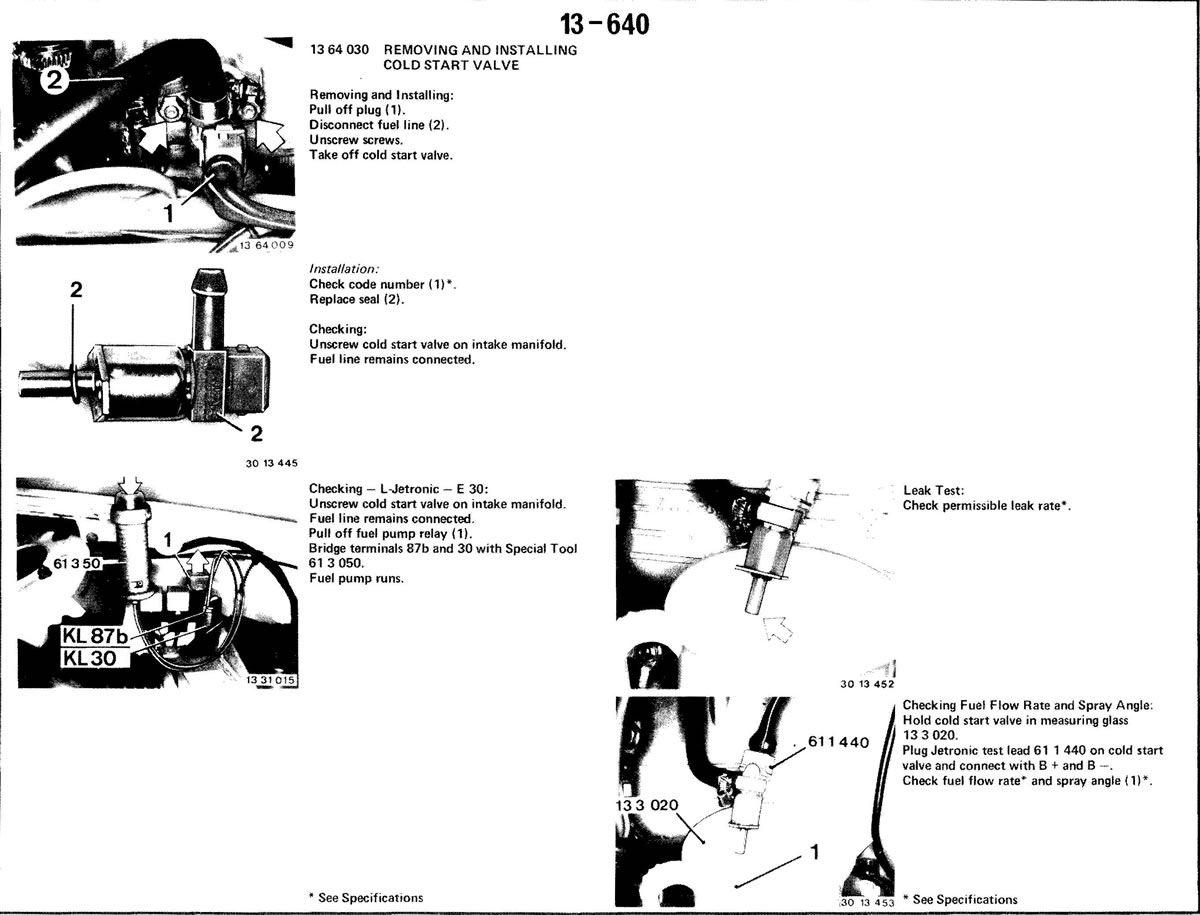 13-640
2
1
13 64 009
13 64 030 REMOVING AND INSTALLING
COLD START VALVE
Removing and Installing:
Pull off plug (1).
Disconnect fuel line (2).
Unscrew screws.
Take off cold start valve.
2
2
30 13 445
Installation:
Check code number (1)*.
Replace seal (2).
Checking:
Unscrew cold start valve on intake manifold.
Fuel line remains connected.
61 3 50
1
KL 87b
KL 30
13 31 015
Checking – L-Jetronic – E 30:
Unscrew cold start valve on intake manifold.
Fuel line remains connected.
Pull off fuel pump relay (1).
Bridge terminals 87b and 30 with Special Tool
61 3 050.
Fuel pump runs.
* See Specifications
30 13 452
Leak Test:
Check permissible leak rate*.
611 440
13 3 020
1
30 13 453
Checking Fuel Flow Rate and Spray Angle:
Hold cold start valve in measuring glass
13 3 020.
Plug Jetronic test lead 61 1 440 on cold start
valve and connect with B + and B –.
Check fuel flow rate* and spray angle (1)*.
* See Specifications